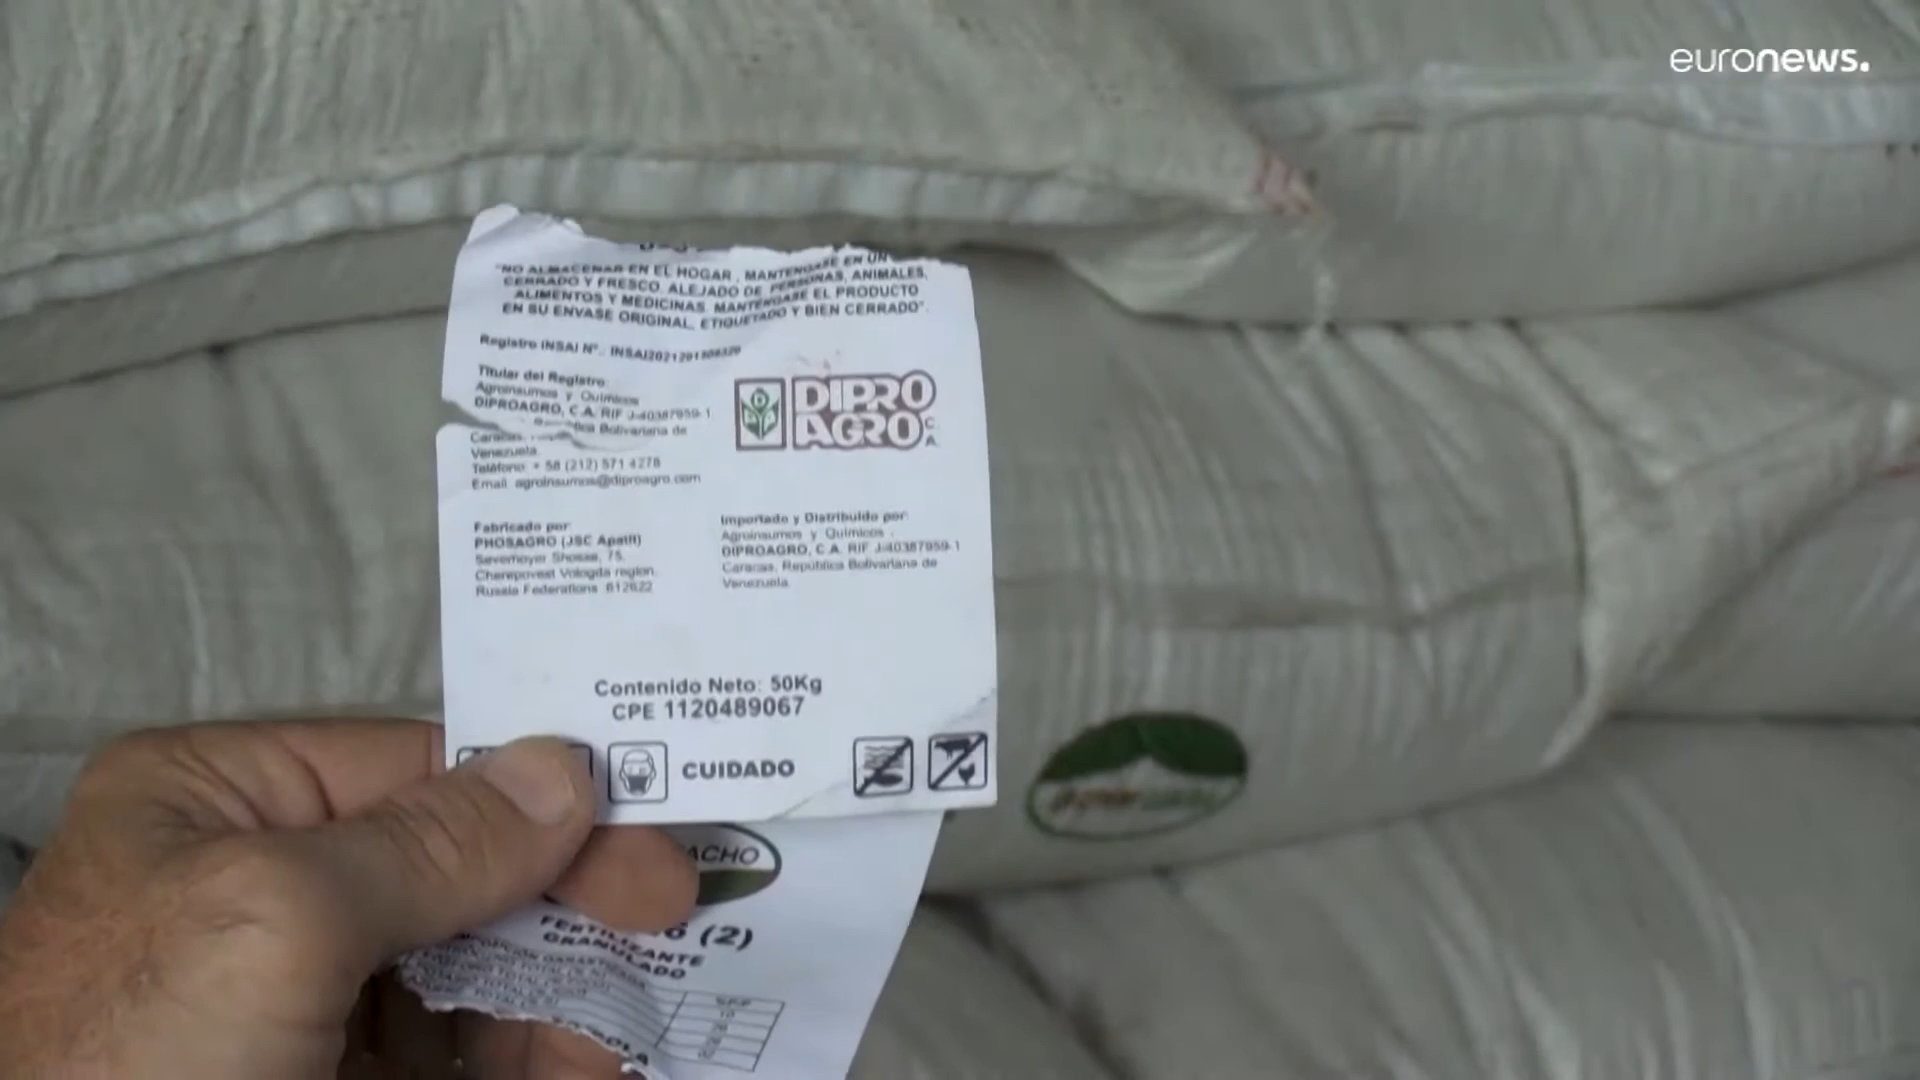 euronews.
"NO ALMACENAR EN EL HOGAR, MANTENGASE EN UN
CERRADO Y FRESCO. ALEJADO DE PERSONAS, ANIMALES,
ALIMENTOS Y MEDICINAS. MANTENGASE EL PRODUCTO
EN SU ENVASE ORIGINAL, ETIQUETADO Y BIEN CERRADO".
Registro INSAI N°.
Titular del Registro:
Agroinsumos y Químicos
DIPROAGRO, C.A. RIF J-40387959-1
Caracas, Bolivariana de
Venezuela
Teléfono: + 58 (212) 571 4278
Email: agroinsumos@diproagro.com
DIPRO
AGRO C.A.
Fabricado por:
PHOSAGRO (JSC Apatit)
Shosse, 75,
Cherepovest Vologda region,
Russia Federations 612622
Importado y Distribuido por:
Agroinsumos y Químicos
DIPROAGRO, C.A. RIF J-40387959-1
Caracas, República Bolivariana de
Venezuela
Contenido Neto: 50Kg
CPE 1120489067
CUIDADO
ACHO
(2)
FERTILIZANTE
GRANULADO